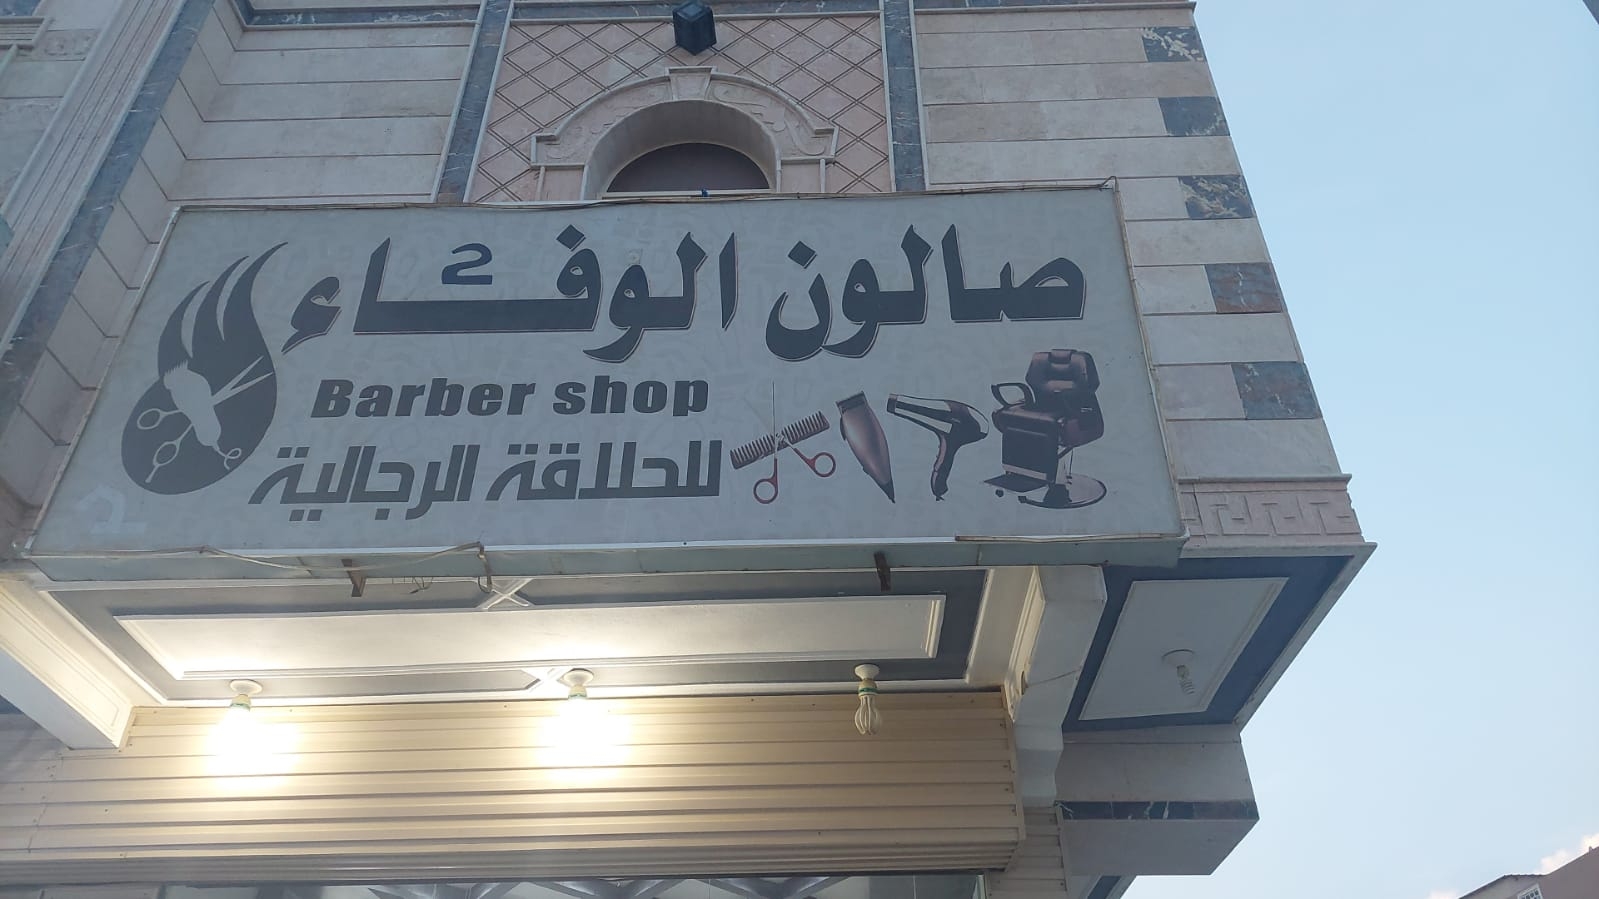 صالون الوفاء 2
Barber shop
للحلاقة الرجالية